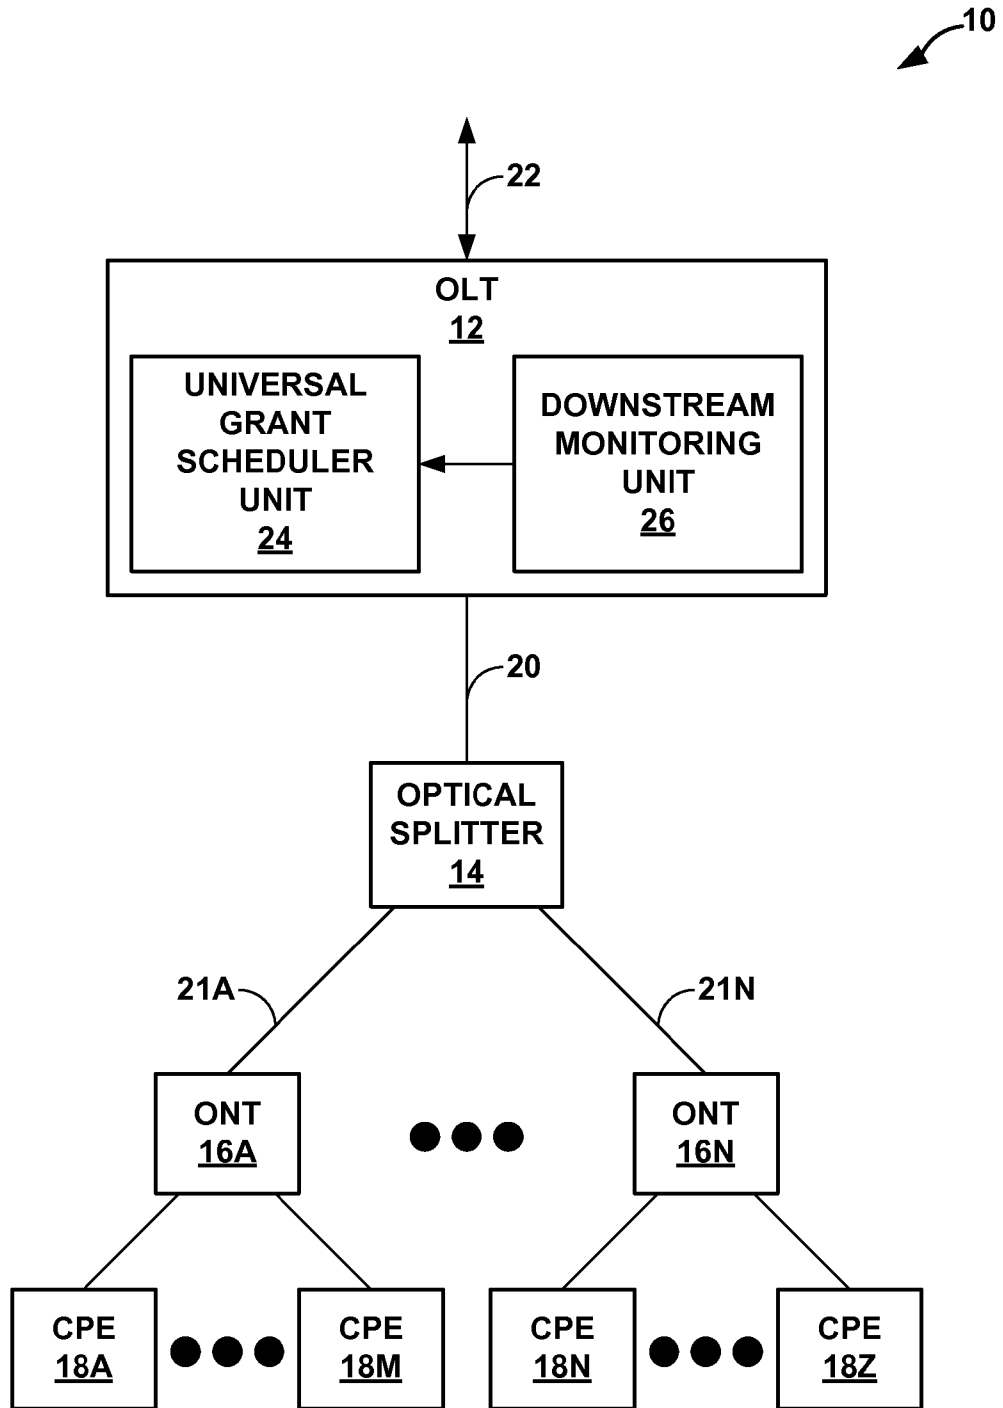 10
22
OLT
12
UNIVERSAL
GRANT
SCHEDULER
UNIT
24
DOWNSTREAM
MONITORING
UNIT
26
20
OPTICAL
SPLITTER
14
21A
21N
ONT
16A
ONT
16N
CPE
18A
CPE
18M
CPE
18N
CPE
18Z